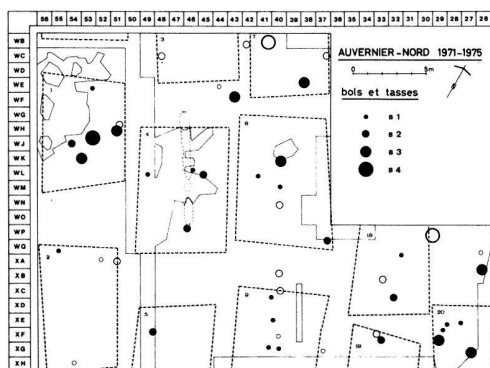 56 55 54 53 52 51 50 49 48 47 46 45 44 43 42 41 40 39 38 37 36 35 34 33 32 31 30 29 28 27 26
WB
WC
WD
WE
WF
WG
WH
WJ
WK
WL
WM
WN
WO
WP
WQ
XA
XB
XC
XD
XE
XF
XG
XH
AUVERNIER-NORD 1971-1975
0 5m
bols et tasses
B 1
B 2
B 3
B 4
3
7
1
4
8
18
2
9
5
20
19